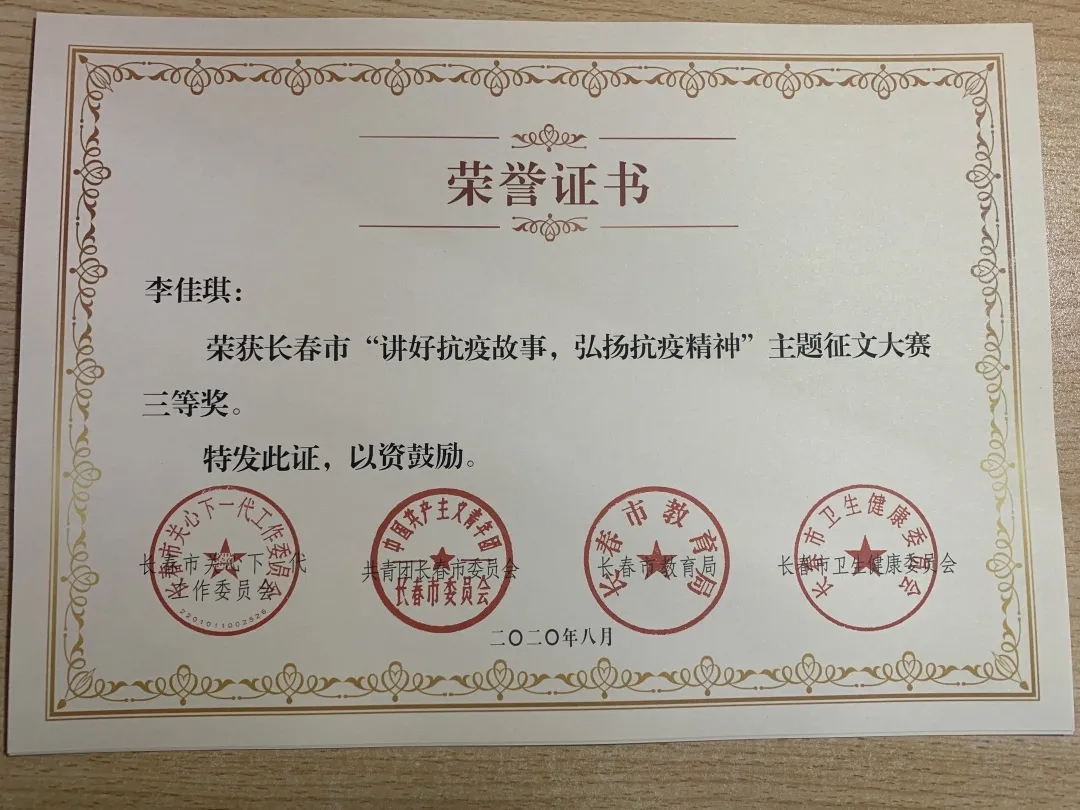 荣誉证书
李佳琪：
荣获长春市“讲好抗疫故事，弘扬抗疫精神”主题征文大赛
三等奖。
特发此证，以资鼓励。
长春市关心下一代工作委员会
长春市关心下一代
工作委员会
中国共产主义青年团
长春市委员会
共青团长春市委员会
长春市教育局
长春市教育局
长春市卫生健康委员会
长春市卫生健康委员会
二〇二〇年八月